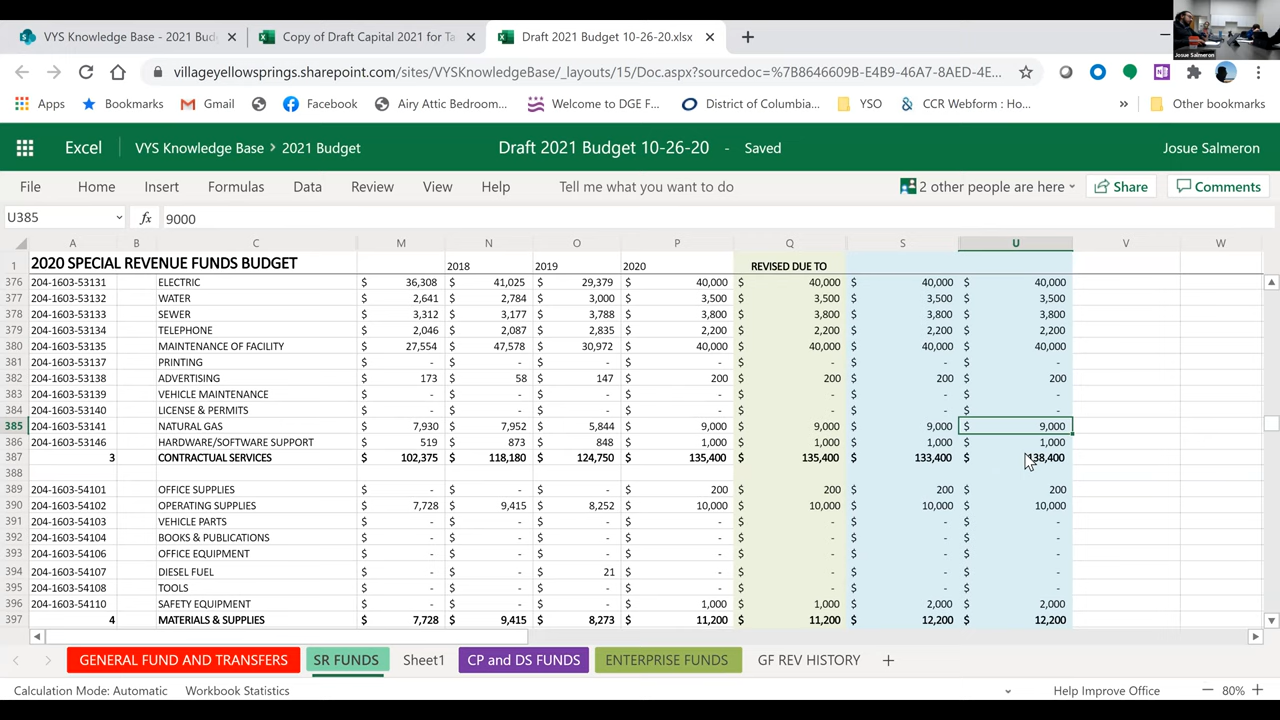 VYS Knowledge Base - 2021 Bud
Copy of Draft Capital 2021 for Ta
Draft 2021 Budget 10-26-20.xlsx
Josue Salmeron
villageyellowsprings.sharepoint.com/sites/VYSKnowledgeBase/_layouts/15/Doc.aspx?sourcedoc=%7B8646609B-E4B9-46A7-8AED-4E...
Apps Bookmarks Gmail Facebook Airy Attic Bedroom... Welcome to DGE F... District of Columbia... YSO CCR Webform : Ho... » Other bookmarks
Excel VYS Knowledge Base > 2021 Budget Draft 2021 Budget 10-26-20 - Saved Josue Salmeron
File Home Insert Formulas Data Review View Help Tell me what you want to do 2 other people are here Share Comments
U385 fx 9000
A B C M N O P Q S U V W
1 2020 SPECIAL REVENUE FUNDS BUDGET 2018 2019 2020 REVISED DUE TO
376 204-1603-53131 ELECTRIC $ 36,308 $ 41,025 $ 29,379 $ 40,000 $ 40,000 $ 40,000 $ 40,000
377 204-1603-53132 WATER $ 2,641 $ 2,784 $ 3,000 $ 3,500 $ 3,500 $ 3,500 $ 3,500
378 204-1603-53133 SEWER $ 3,312 $ 3,177 $ 3,788 $ 3,800 $ 3,800 $ 3,800 $ 3,800
379 204-1603-53134 TELEPHONE $ 2,046 $ 2,087 $ 2,835 $ 2,200 $ 2,200 $ 2,200 $ 2,200
380 204-1603-53135 MAINTENANCE OF FACILITY $ 27,554 $ 47,578 $ 30,972 $ 40,000 $ 40,000 $ 40,000 $ 40,000
381 204-1603-53137 PRINTING $ - $ - $ - $ - $ - $ - $ -
382 204-1603-53138 ADVERTISING $ 173 $ 58 $ 147 $ 200 $ 200 $ 200 $ 200
383 204-1603-53139 VEHICLE MAINTENANCE $ - $ - $ - $ - $ - $ - $ -
384 204-1603-53140 LICENSE & PERMITS $ - $ - $ - $ - $ - $ - $ -
385 204-1603-53141 NATURAL GAS $ 7,930 $ 7,952 $ 5,844 $ 9,000 $ 9,000 $ 9,000 $ 9,000
386 204-1603-53146 HARDWARE/SOFTWARE SUPPORT $ 519 $ 873 $ 848 $ 1,000 $ 1,000 $ 1,000 $ 1,000
387 3 CONTRACTUAL SERVICES $ 102,375 $ 118,180 $ 124,750 $ 135,400 $ 135,400 $ 133,400 $ 138,400
388
389 204-1603-54101 OFFICE SUPPLIES $ - $ - $ - $ 200 $ 200 $ 200 $ 200
390 204-1603-54102 OPERATING SUPPLIES $ 7,728 $ 9,415 $ 8,252 $ 10,000 $ 10,000 $ 10,000 $ 10,000
391 204-1603-54103 VEHICLE PARTS $ - $ - $ - $ - $ - $ - $ -
392 204-1603-54104 BOOKS & PUBLICATIONS $ - $ - $ - $ - $ - $ - $ -
393 204-1603-54106 OFFICE EQUIPMENT $ - $ - $ - $ - $ - $ - $ -
394 204-1603-54107 DIESEL FUEL $ - $ - $ 21 $ - $ - $ - $ -
395 204-1603-54108 TOOLS $ - $ - $ - $ - $ - $ - $ -
396 204-1603-54110 SAFETY EQUIPMENT $ - $ - $ - $ 1,000 $ 1,000 $ 2,000 $ 2,000
397 4 MATERIALS & SUPPLIES $ 7,728 $ 9,415 $ 8,273 $ 11,200 $ 11,200 $ 12,200 $ 12,200
GENERAL FUND AND TRANSFERS SR FUNDS Sheet1 CP and DS FUNDS ENTERPRISE FUNDS GF REV HISTORY
Calculation Mode: Automatic Workbook Statistics Help Improve Office 80%